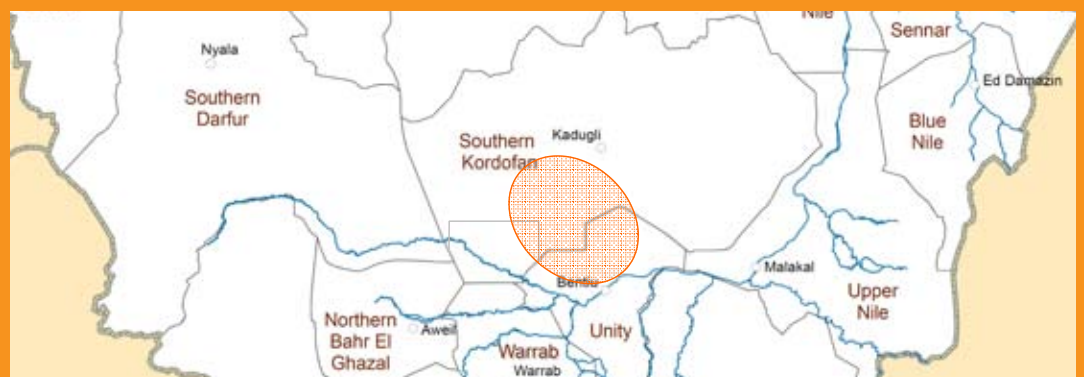 Nile
Sennar
Nyala
Ed Damazin
Southern
Darfur
Blue
Nile
Southern
Kordofan
Kadugli
Malakal
Bentiu
Upper
Nile
Northern
Bahr El
Ghazal
Aweil
Unity
Warrab
Warrab